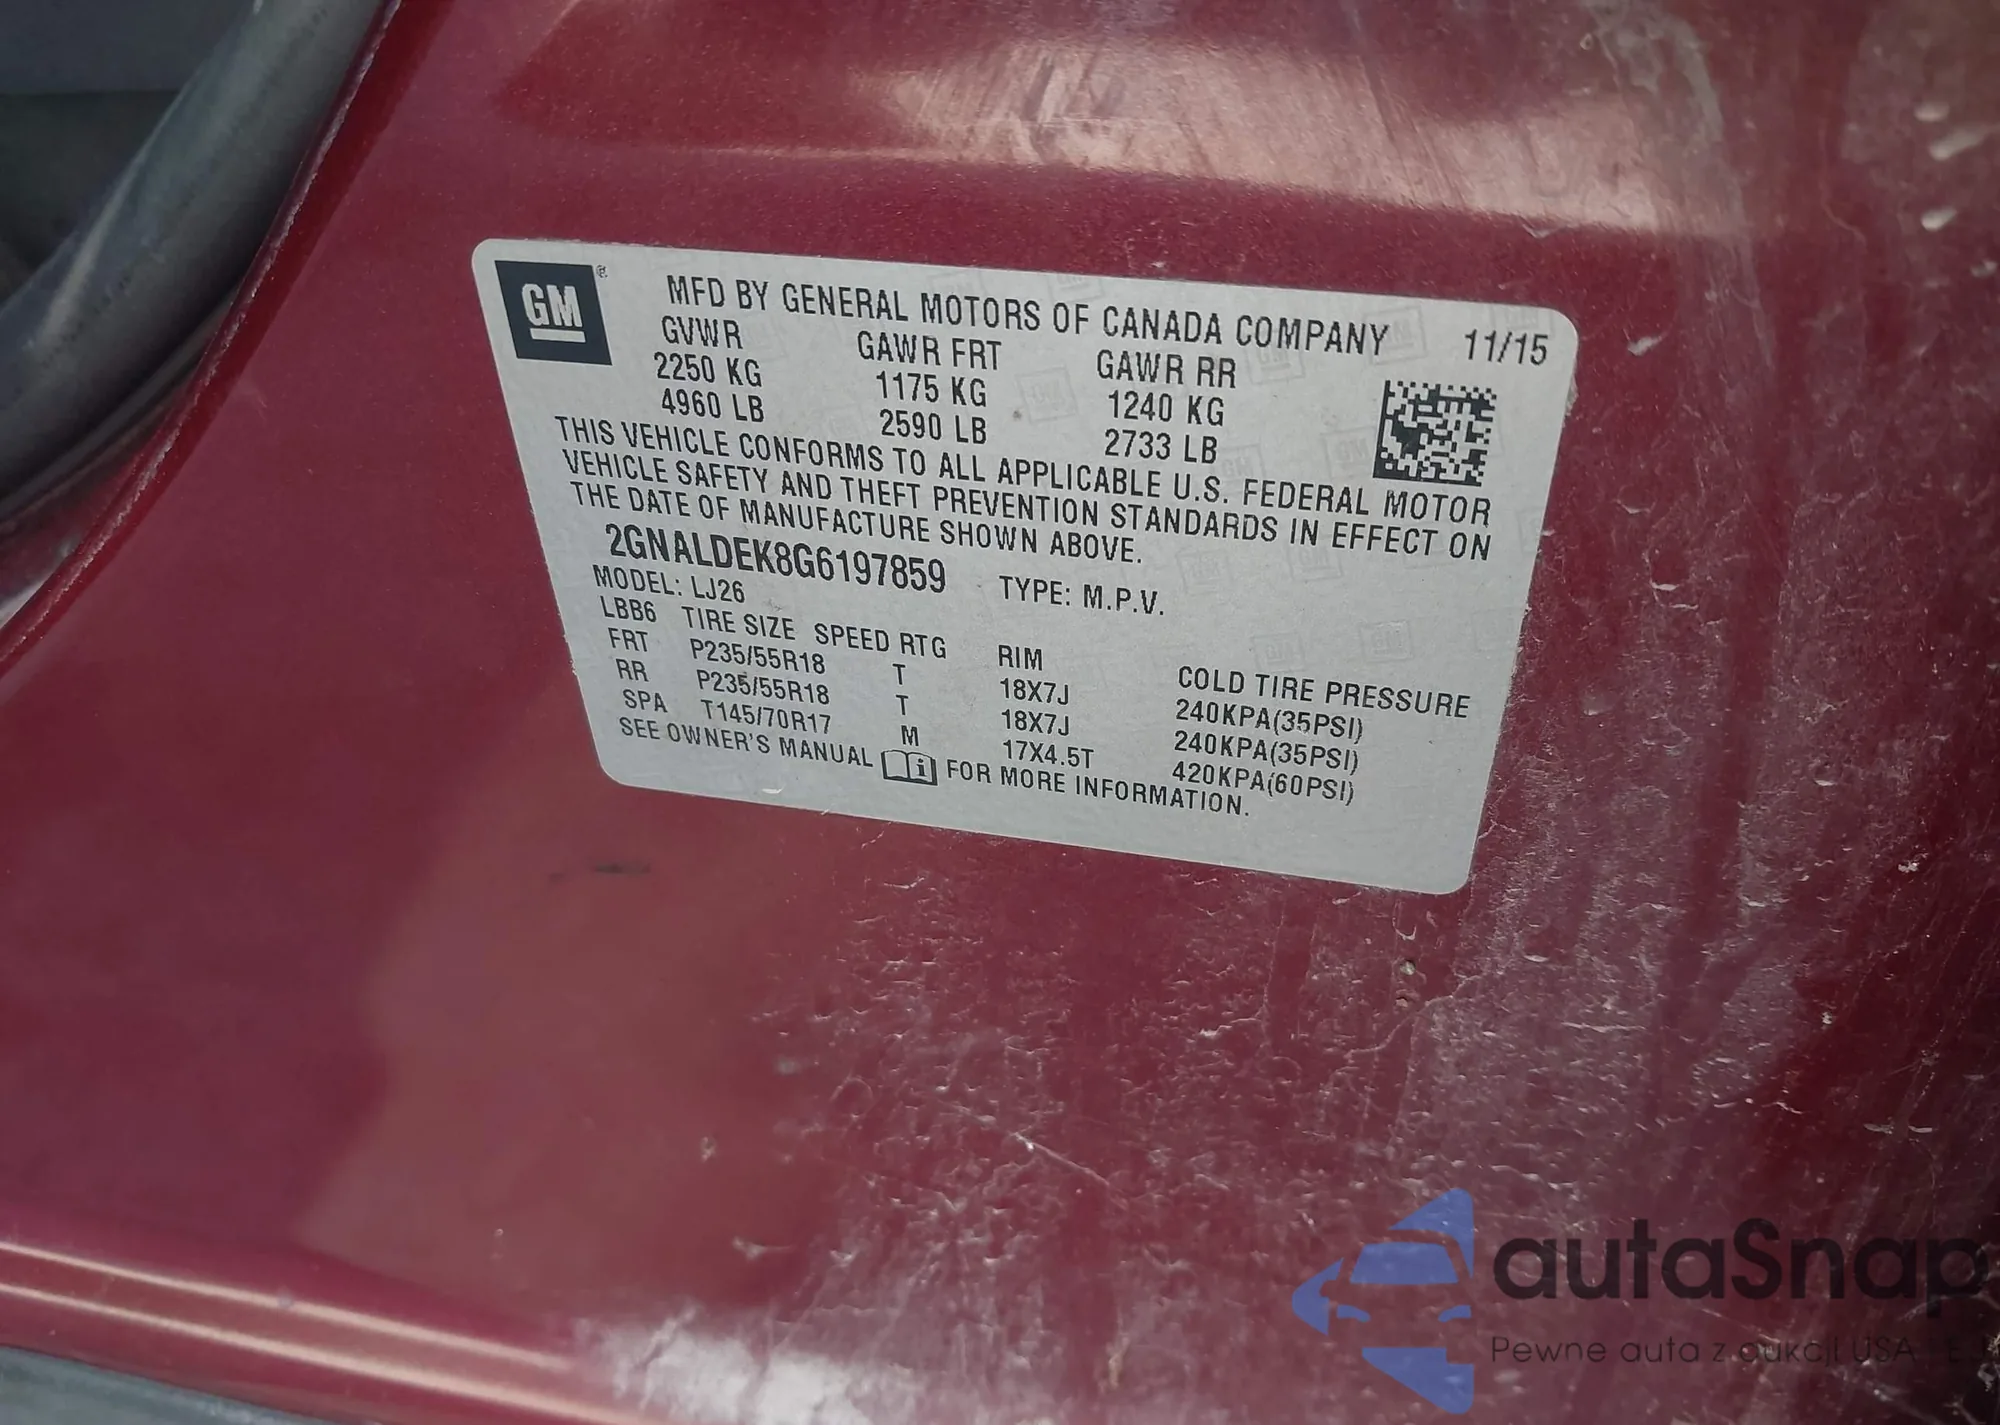 GM ®
MFD BY GENERAL MOTORS OF CANADA COMPANY 11/15
GVWR GAWR FRT GAWR RR
2250 KG 1175 KG 1240 KG
4960 LB 2590 LB 2733 LB
THIS VEHICLE CONFORMS TO ALL APPLICABLE U.S. FEDERAL MOTOR
VEHICLE SAFETY AND THEFT PREVENTION STANDARDS IN EFFECT ON
THE DATE OF MANUFACTURE SHOWN ABOVE.
2GNALDEK8G6197859 TYPE: M.P.V.
MODEL: LJ26
LBB6 TIRE SIZE SPEED RTG RIM COLD TIRE PRESSURE
FRT P235/55R18 T 18X7J 240KPA(35PSI)
RR P235/55R18 T 18X7J 240KPA(35PSI)
SPA T145/70R17 M 17X4.5T 420KPA(60PSI)
SEE OWNER'S MANUAL i FOR MORE INFORMATION.
autaSnap
Pewne auta z aukcji USA